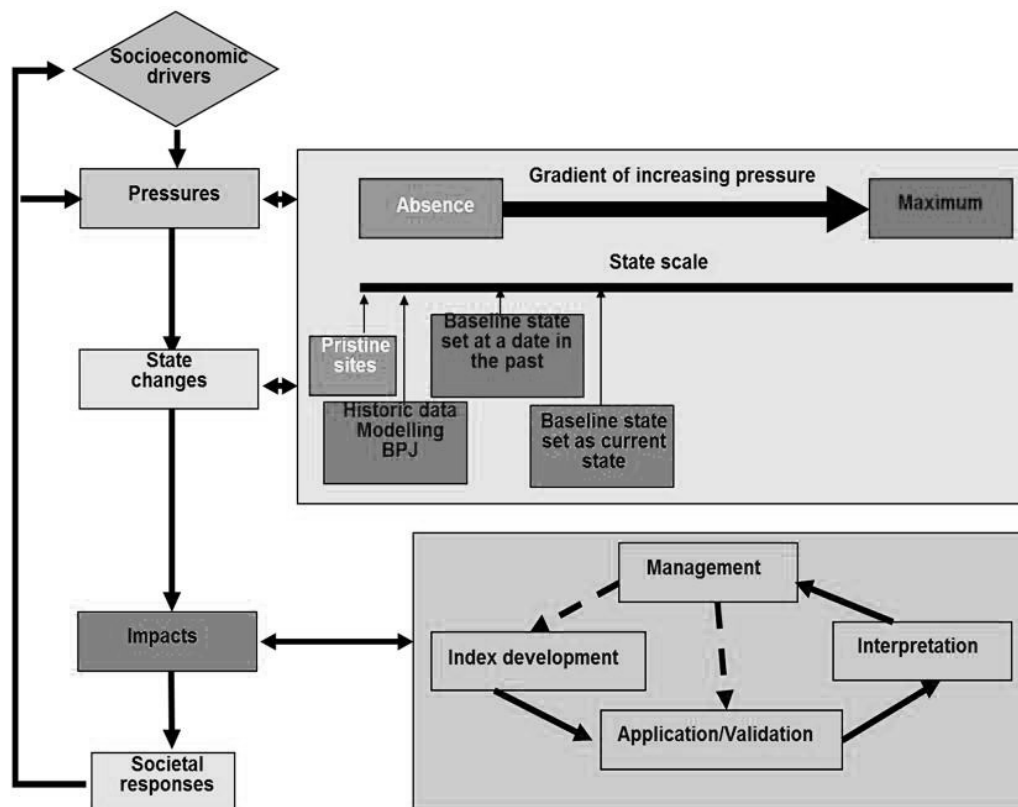 Socioeconomic
drivers
Pressures
Gradient of increasing pressure
Absence
Maximum
State scale
State
changes
Pristine
sites
Baseline state
set at a date in
the past
Historic data
Modelling
BPJ
Baseline state
set as current
state
Management
Impacts
Index development
Interpretation
Application/Validation
Societal
responses